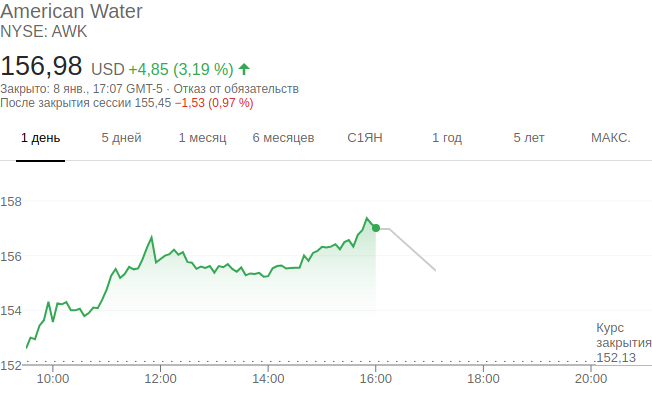 American Water
NYSE: AWK
156,98 USD +4,85 (3,19 %)
Закрыто: 8 янв., 17:07 GMT-5 · Отказ от обязательств
После закрытия сессии 155,45 −1,53 (0,97 %)
1 день 5 дней 1 месяц 6 месяцев С1ЯН 1 год 5 лет МАКС.
158
156
154
Курс
закрытия
152,13
152
10:00 12:00 14:00 16:00 18:00 20:00